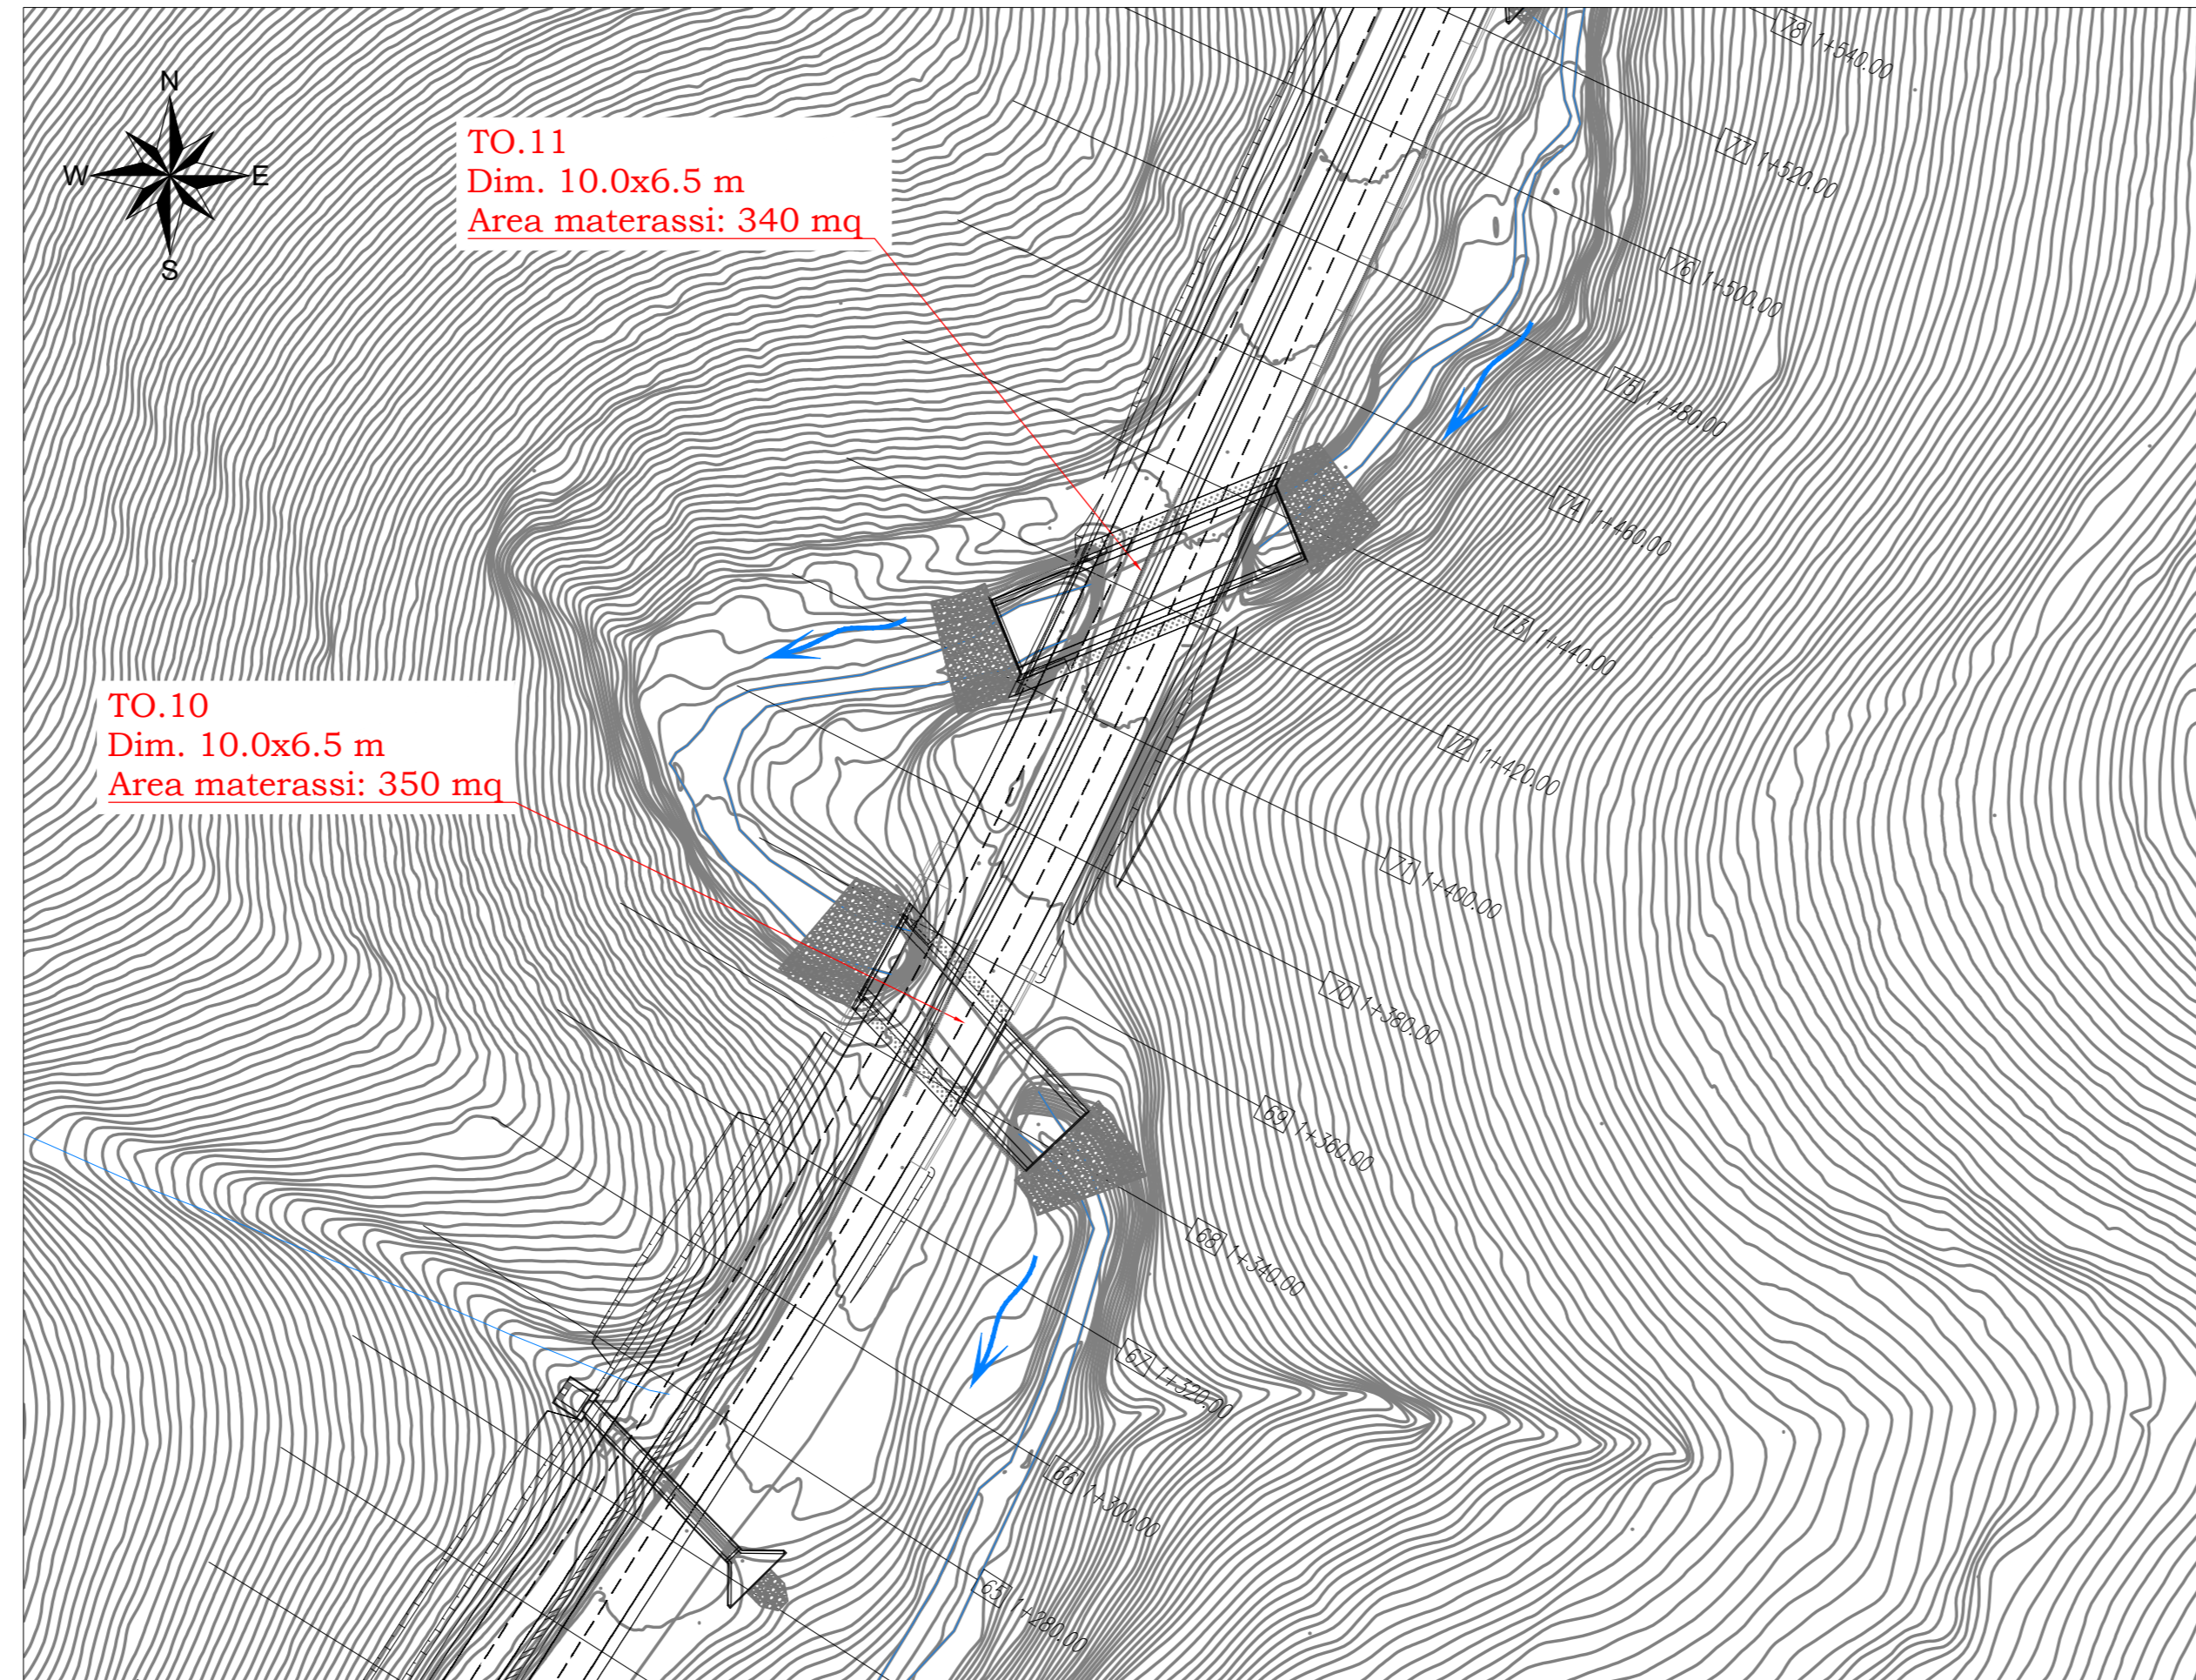 N
W
E
S
TO.11
Dim. 10.0x6.5 m
Area materassi: 340 mq
TO.10
Dim. 10.0x6.5 m
Area materassi: 350 mq
78 1+540.00
77 1+520.00
76 1+500.00
75 1+480.00
74 1+460.00
73 1+440.00
72 1+420.00
71 1+400.00
70 1+380.00
69 1+360.00
68 1+340.00
67 1+320.00
66 1+300.00
65 1+280.00